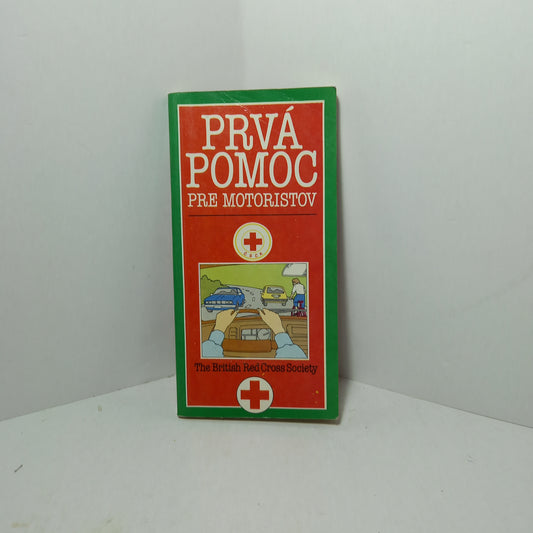 PRVÁ
POMOC
PRE MOTORISTOV
The British Red Cross Society